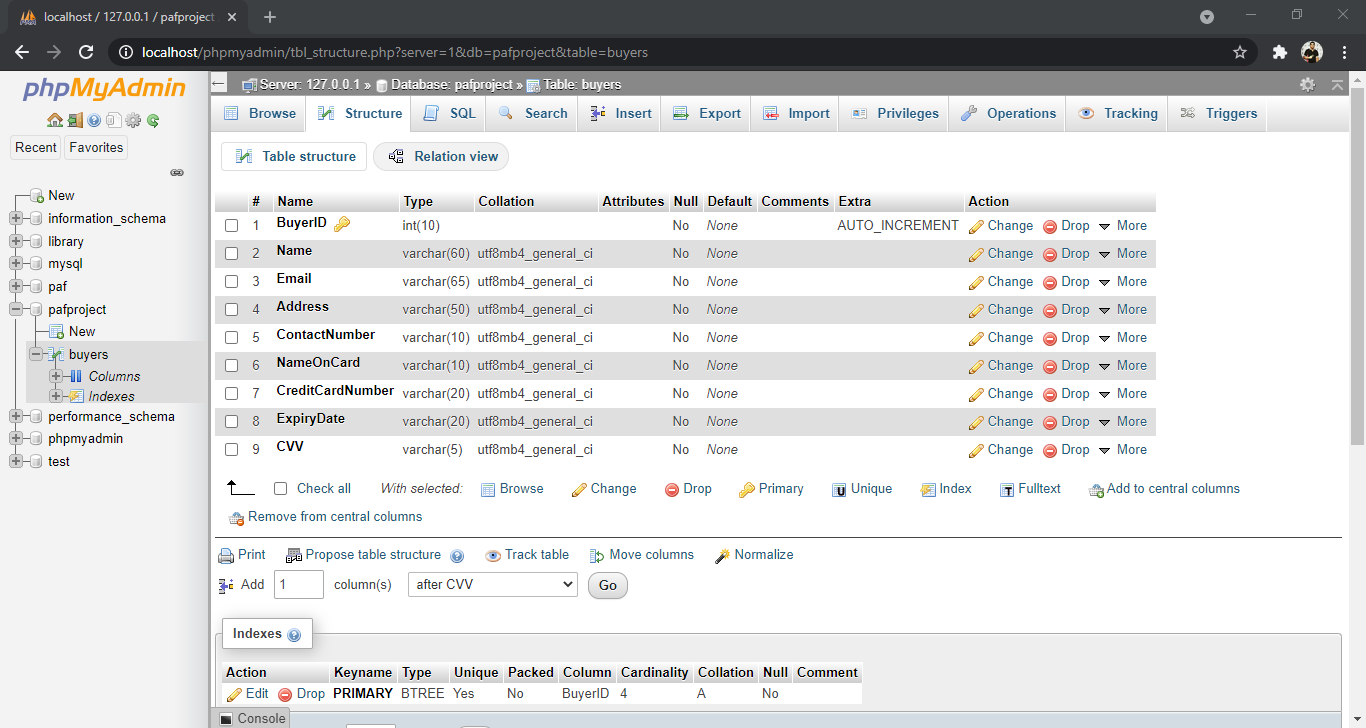 localhost / 127.0.0.1 / pafproject
localhost/phpmyadmin/tbl_structure.php?server=1&db=pafproject&table=buyers
phpMyAdmin
Recent Favorites
New
information_schema
library
mysql
paf
pafproject
New
buyers
Columns
Indexes
performance_schema
phpmyadmin
test
Server: 127.0.0.1 » Database: pafproject » Table: buyers
Browse Structure SQL Search Insert Export Import Privileges Operations Tracking Triggers
Table structure Relation view
# Name Type Collation Attributes Null Default Comments Extra Action
1 BuyerID int(10) No None AUTO_INCREMENT Change Drop More
2 Name varchar(60) utf8mb4_general_ci No None Change Drop More
3 Email varchar(65) utf8mb4_general_ci No None Change Drop More
4 Address varchar(50) utf8mb4_general_ci No None Change Drop More
5 ContactNumber varchar(10) utf8mb4_general_ci No None Change Drop More
6 NameOnCard varchar(10) utf8mb4_general_ci No None Change Drop More
7 CreditCardNumber varchar(20) utf8mb4_general_ci No None Change Drop More
8 ExpiryDate varchar(20) utf8mb4_general_ci No None Change Drop More
9 CVV varchar(5) utf8mb4_general_ci No None Change Drop More
Check all With selected: Browse Change Drop Primary Unique Index Fulltext Add to central columns
Remove from central columns
Print Propose table structure Track table Move columns Normalize
Add 1 column(s) after CVV Go
Indexes
Action Keyname Type Unique Packed Column Cardinality Collation Null Comment
Edit Drop PRIMARY BTREE Yes No BuyerID 4 A No
Console